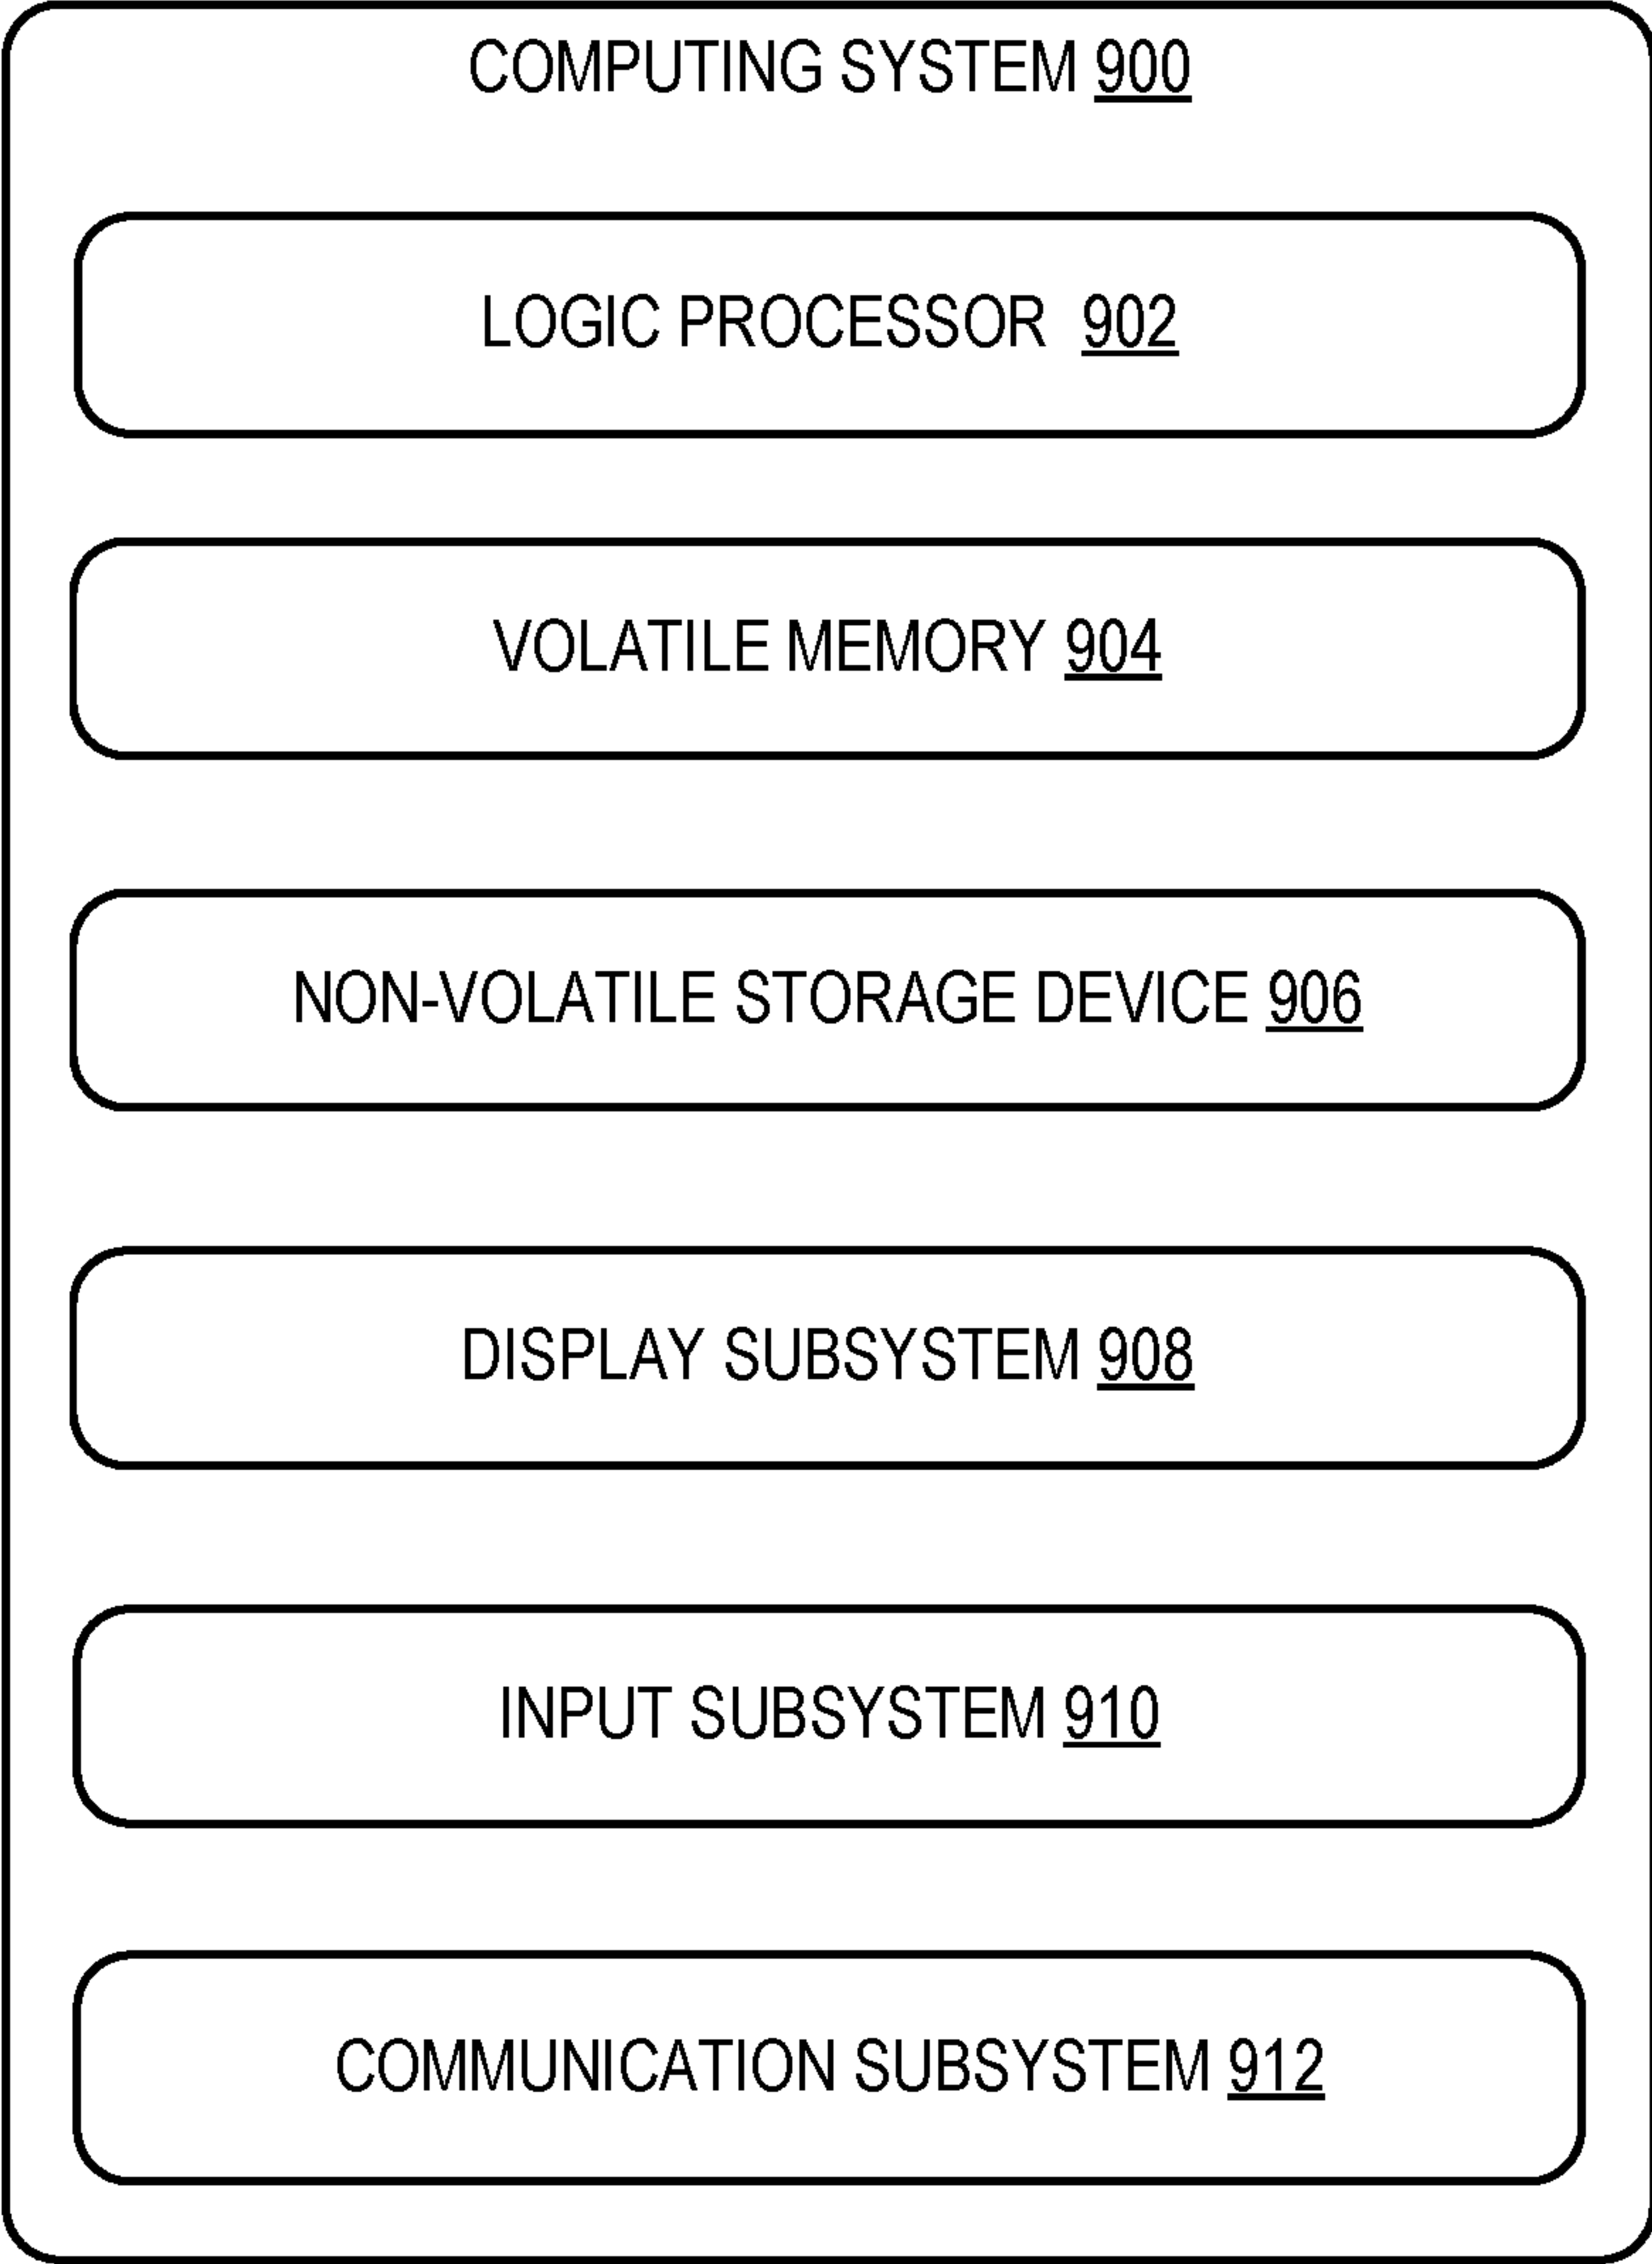 COMPUTING SYSTEM 900
LOGIC PROCESSOR 902
VOLATILE MEMORY 904
NON-VOLATILE STORAGE DEVICE 906
DISPLAY SUBSYSTEM 908
INPUT SUBSYSTEM 910
COMMUNICATION SUBSYSTEM 912